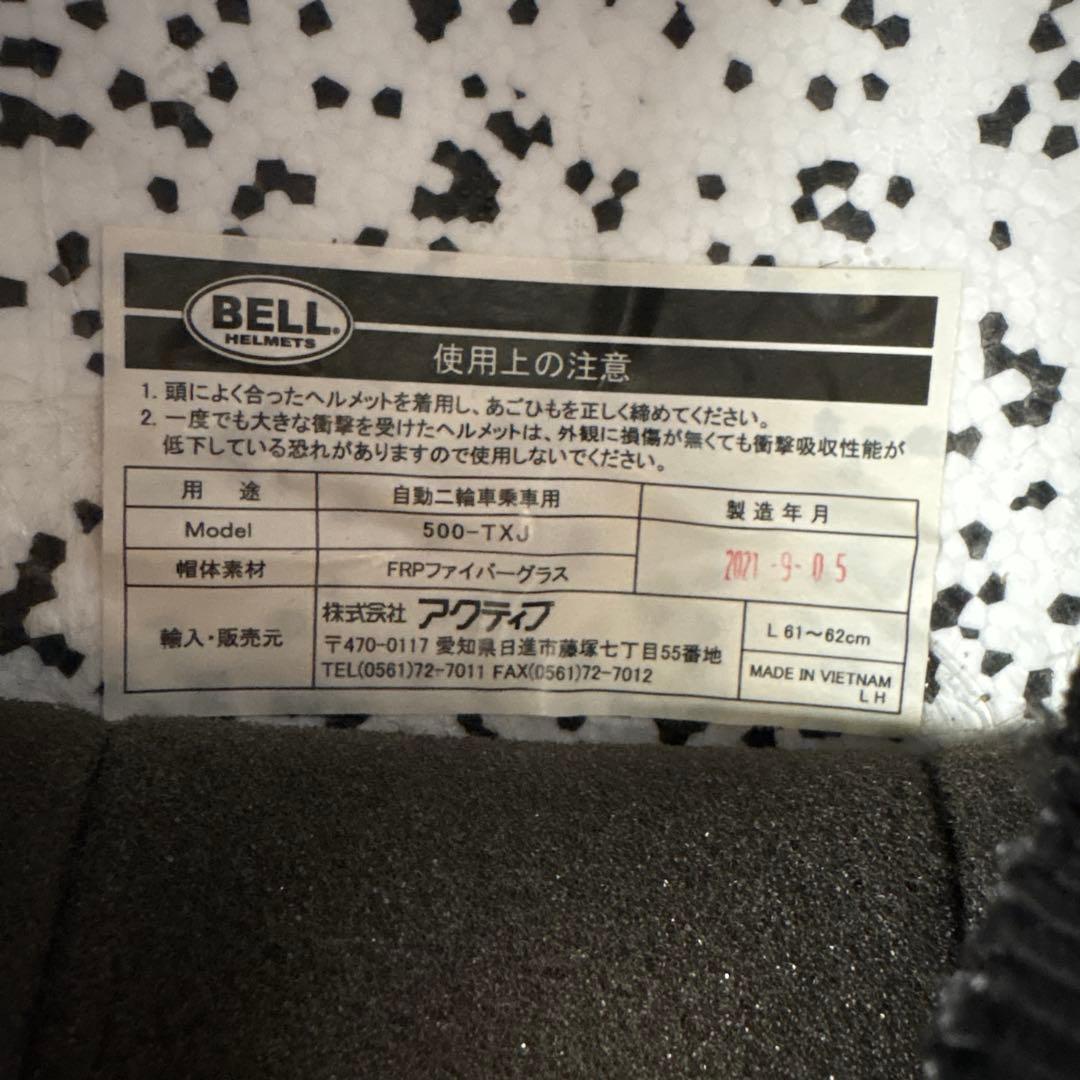 BELL
HELMETS
使用上の注意
1. 頭によく合ったヘルメットを着用し、あごひもを正しく締めてください。
2. 一度でも大きな衝撃を受けたヘルメットは、外観に損傷が無くても衝撃吸収性能が
低下している恐れがありますので使用しないでください。
用 途 自動二輪車乗車用
Model 500-TXJ
帽体素材 FRPファイバーグラス
製造年月
2021 -9- 05
輸入・販売元
株式会社 アクティブ
〒470-0117 愛知県日進市藤塚七丁目55番地
TEL(0561)72-7011 FAX(0561)72-7012
L 61～62cm
MADE IN VIETNAM
L H